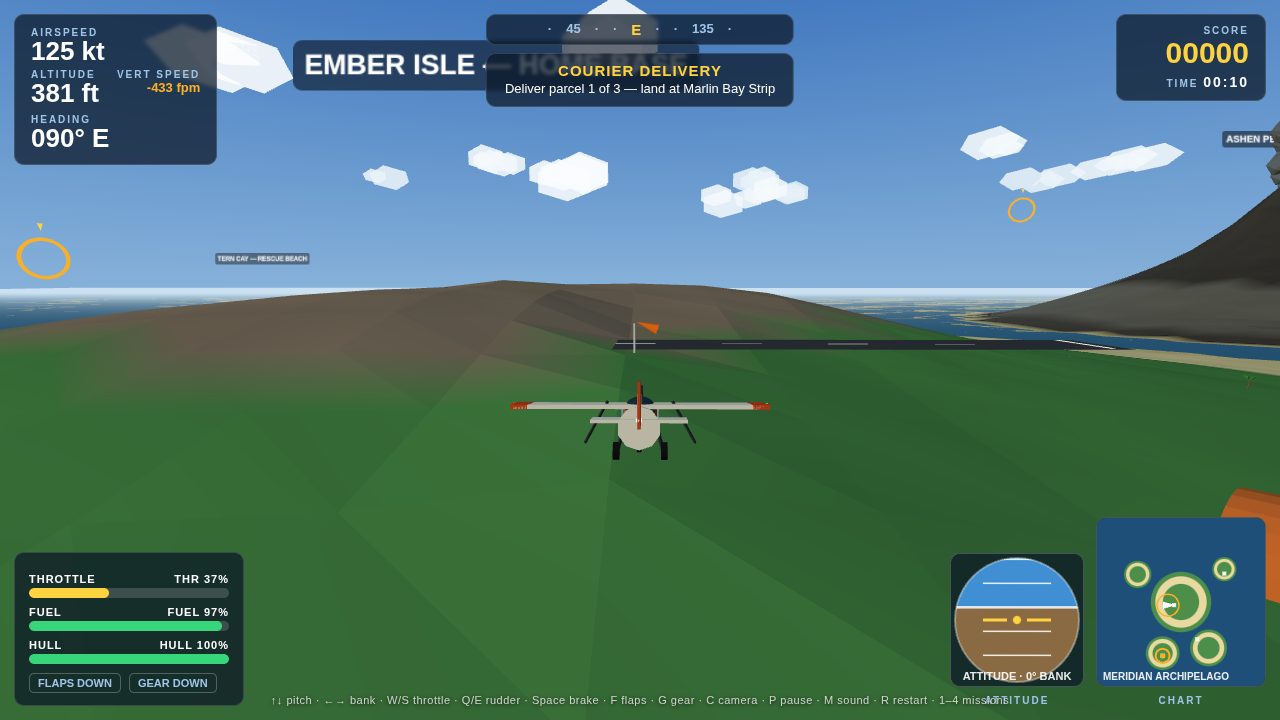 AIRSPEED
125 kt
ALTITUDE VERT SPEED
381 ft -433 fpm
HEADING
090° E
EMBER ISLE — HOME BASE
· 45 · · E · · 135 ·
COURIER DELIVERY
Deliver parcel 1 of 3 — land at Marlin Bay Strip
SCORE
00000
TIME 00:10
TERN CAY — RESCUE BEACH
THROTTLE THR 37%
FUEL FUEL 97%
HULL HULL 100%
FLAPS DOWN GEAR DOWN
↑↓ pitch · ←→ bank · W/S throttle · Q/E rudder · Space brake · F flaps · G gear · C camera · P pause · M sound · R restart · 1–4 missions
ATTITUDE · 0° BANK
ATTITUDE
MERIDIAN ARCHIPELAGO
CHART
ASHEN